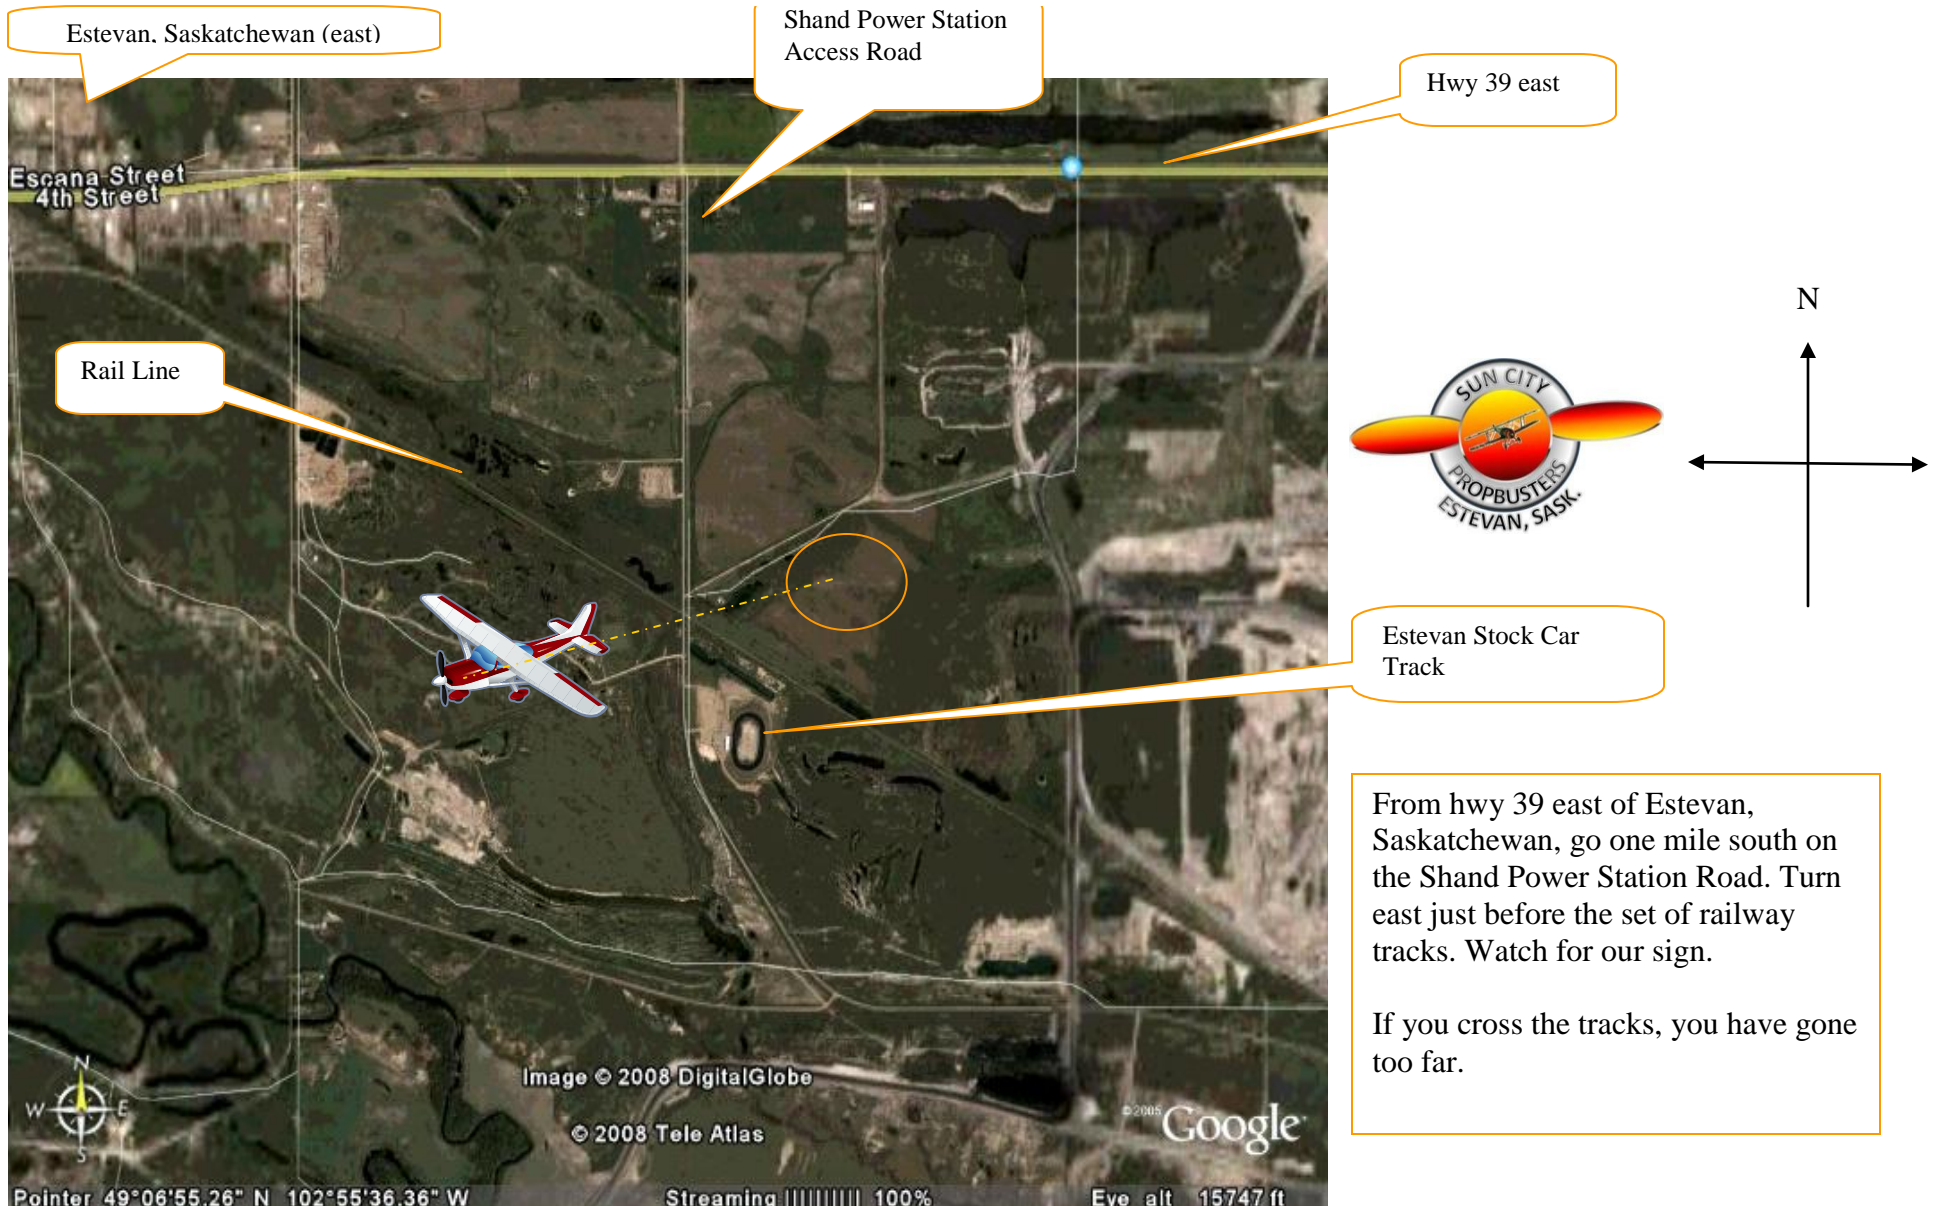 Estevan, Saskatchewan (east)
Shand Power Station
Access Road
Hwy 39 east
Escana Street
4th Street
N
Rail Line
SUN CITY
PROPBUSTERS
ESTEVAN, SASK.
Estevan Stock Car
Track
From hwy 39 east of Estevan,
Saskatchewan, go one mile south on
the Shand Power Station Road. Turn
east just before the set of railway
tracks. Watch for our sign.
If you cross the tracks, you have gone
too far.
N
W E
S
Image © 2008 DigitalGlobe
© 2008 Tele Atlas
©2005 Google
Pointer 49°06'55.26" N 102°55'36.36" W Streaming |||||||||| 100% Eye alt 15747 ft